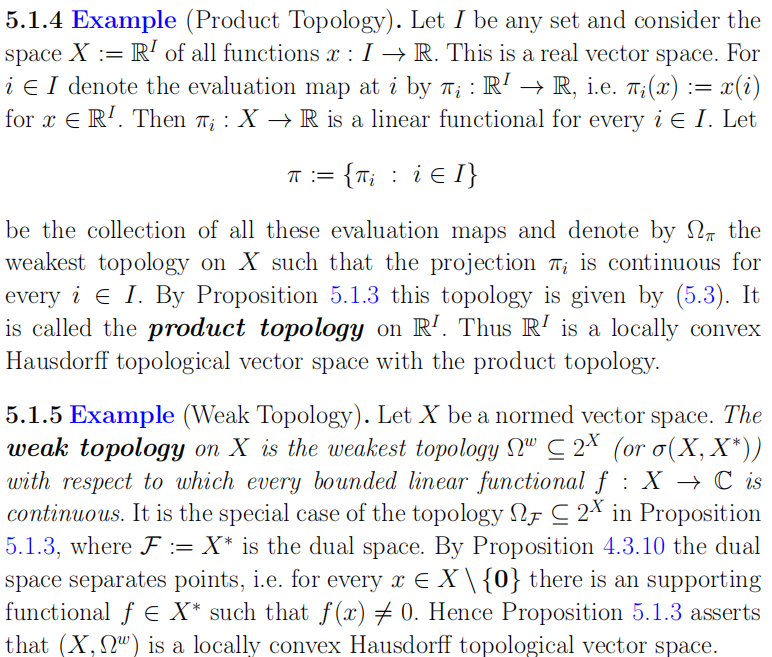 5.1.4 Example (Product Topology). Let I be any set and consider the
space X := ℝ^I of all functions x : I → ℝ. This is a real vector space. For
i ∈ I denote the evaluation map at i by π_i : ℝ^I → ℝ, i.e. π_i(x) := x(i)
for x ∈ ℝ^I. Then π_i : X → ℝ is a linear functional for every i ∈ I. Let
π := {π_i : i ∈ I}
be the collection of all these evaluation maps and denote by Ω_π the
weakest topology on X such that the projection π_i is continuous for
every i ∈ I. By Proposition 5.1.3 this topology is given by (5.3). It
is called the product topology on ℝ^I. Thus ℝ^I is a locally convex
Hausdorff topological vector space with the product topology.
5.1.5 Example (Weak Topology). Let X be a normed vector space. The
weak topology on X is the weakest topology Ω^w ⊆ 2^X (or σ(X, X*))
with respect to which every bounded linear functional f : X → ℂ is
continuous. It is the special case of the topology Ω_ℱ ⊆ 2^X in Proposition
5.1.3, where ℱ := X* is the dual space. By Proposition 4.3.10 the dual
space separates points, i.e. for every x ∈ X \ {0} there is an supporting
functional f ∈ X* such that f(x) ≠ 0. Hence Proposition 5.1.3 asserts
that (X, Ω^w) is a locally convex Hausdorff topological vector space.